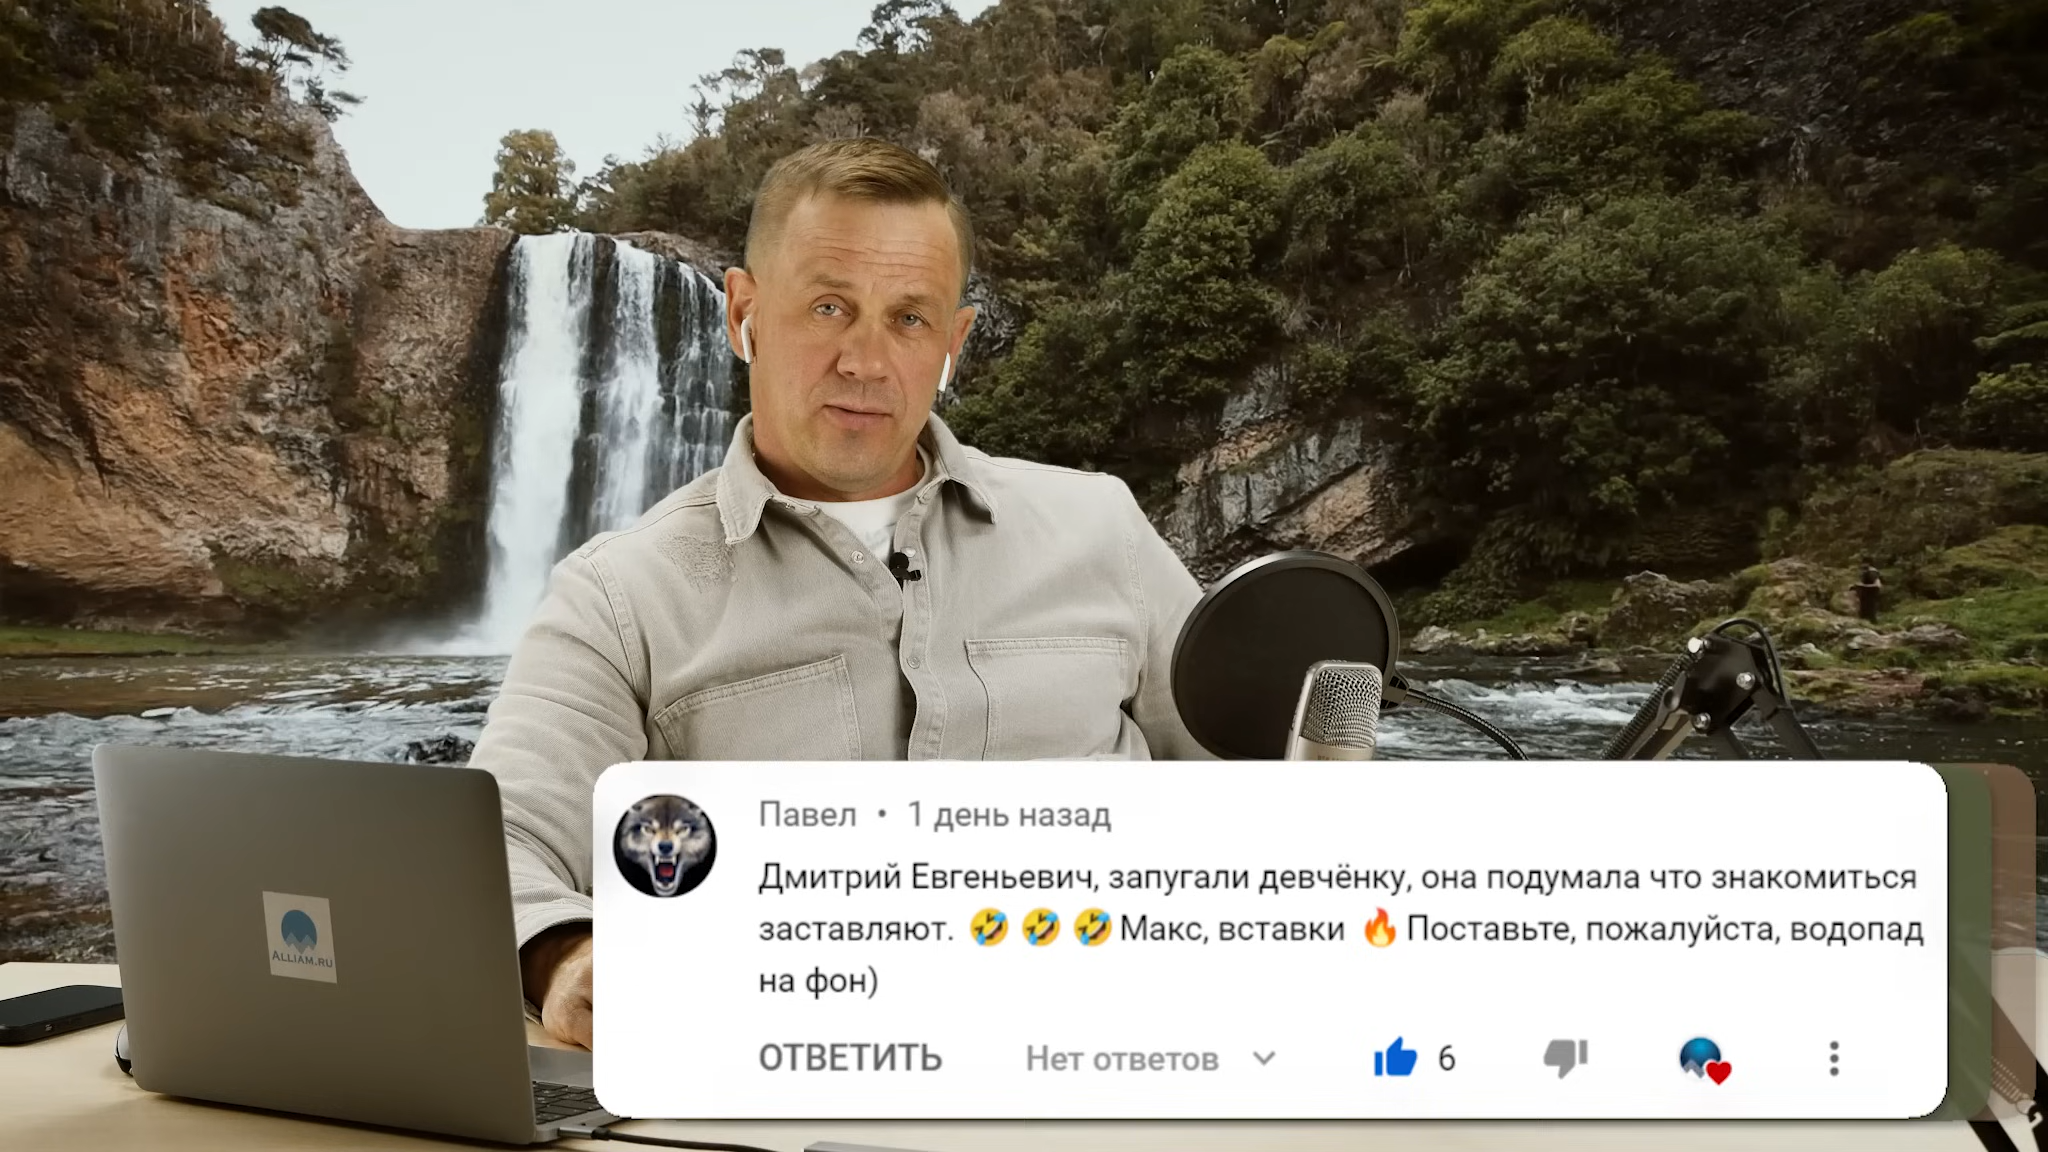 Павел • 1 день назад
Дмитрий Евгеньевич, запугали девчёнку, она подумала что знакомиться
заставляют. 🤣 🤣 🤣 Макс, вставки 🔥 Поставьте, пожалуйста, водопад
на фон)
ОТВЕТИТЬ Нет ответов 6
ALLIAM.RU